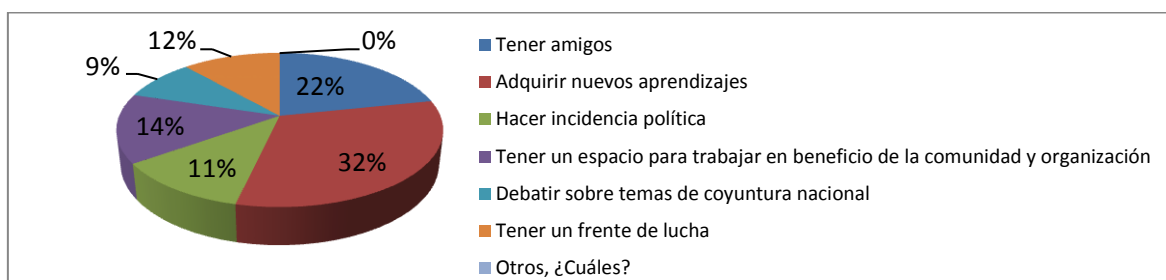 12%
0%
9%
22%
14%
11%
32%
Tener amigos
Adquirir nuevos aprendizajes
Hacer incidencia política
Tener un espacio para trabajar en beneficio de la comunidad y organización
Debatir sobre temas de coyuntura nacional
Tener un frente de lucha
Otros, ¿Cuáles?